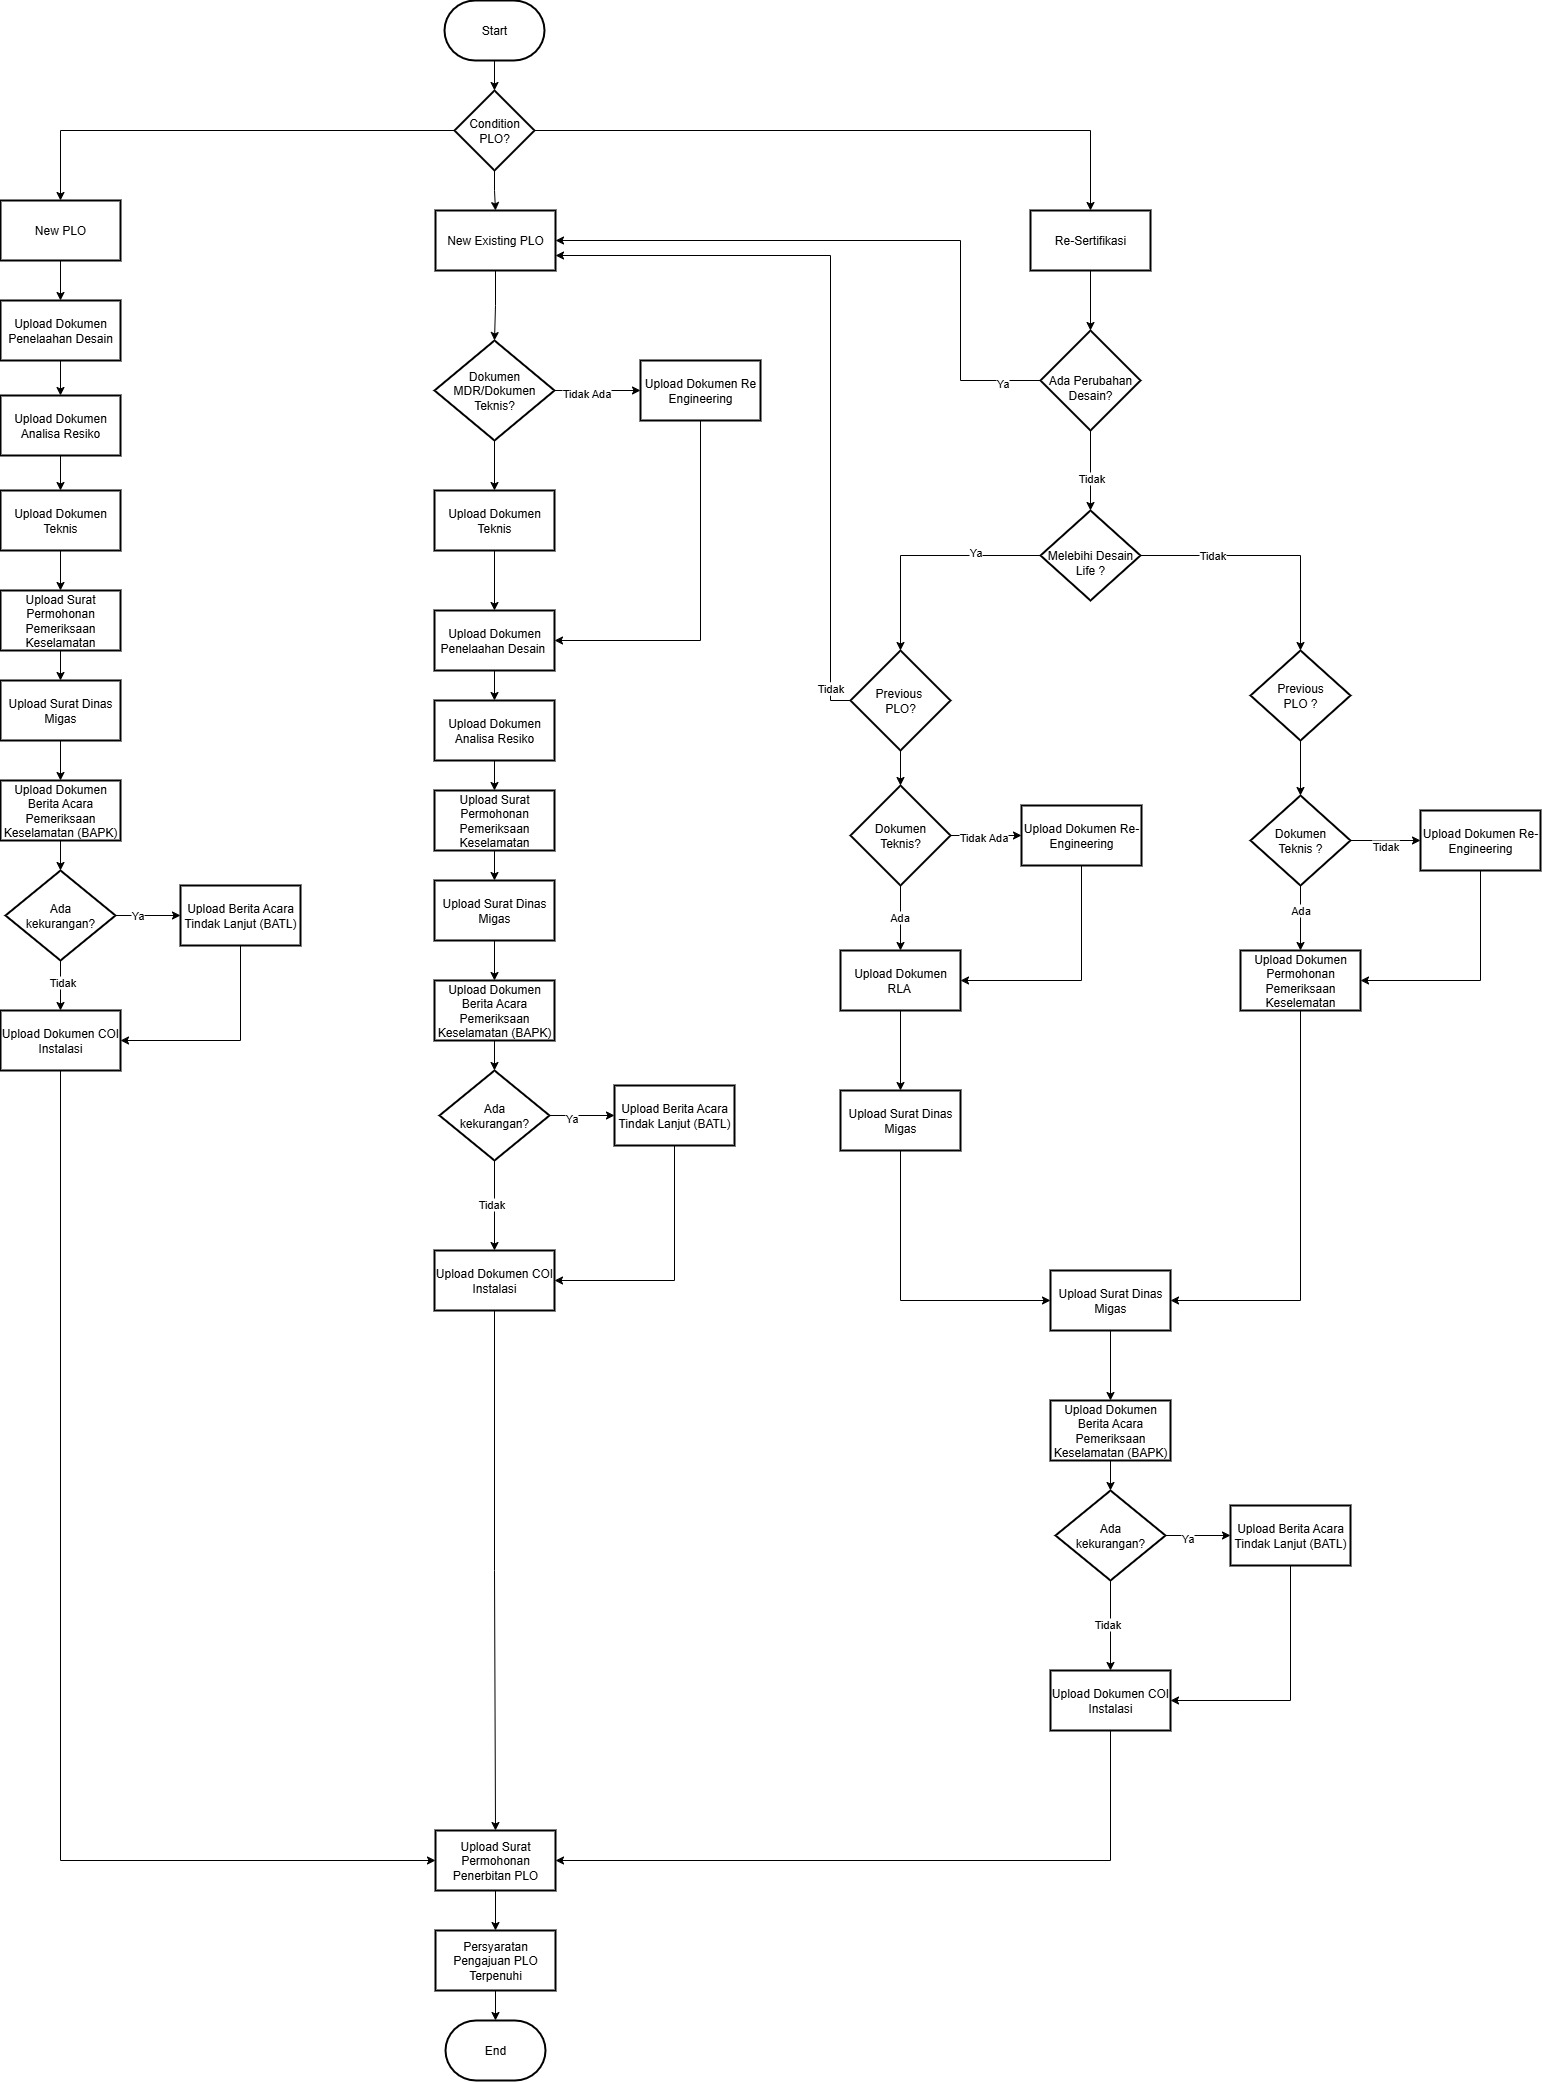 Start
Condition
PLO?
New PLO
New Existing PLO
Re-Sertifikasi
Upload Dokumen
Penelaahan Desain
Upload Dokumen
Analisa Resiko
Upload Dokumen
Teknis
Upload Surat
Permohonan
Pemeriksaan
Keselamatan
Upload Surat Dinas
Migas
Upload Dokumen
Berita Acara
Pemeriksaan
Keselamatan (BAPK)
Ada
kekurangan?
Ya
Upload Berita Acara
Tindak Lanjut (BATL)
Tidak
Upload Dokumen COI
Instalasi
Dokumen
MDR/Dokumen
Teknis?
Tidak Ada
Upload Dokumen Re
Engineering
Upload Dokumen
Teknis
Upload Dokumen
Penelaahan Desain
Upload Dokumen
Analisa Resiko
Upload Surat
Permohonan
Pemeriksaan
Keselamatan
Upload Surat Dinas
Migas
Upload Dokumen
Berita Acara
Pemeriksaan
Keselamatan (BAPK)
Ada
kekurangan?
Ya
Upload Berita Acara
Tindak Lanjut (BATL)
Tidak
Upload Dokumen COI
Instalasi
Ada Perubahan
Desain?
Ya
Tidak
Melebihi Desain
Life ?
Ya
Tidak
Previous
PLO?
Tidak
Dokumen
Teknis?
Tidak Ada
Upload Dokumen Re-
Engineering
Ada
Upload Dokumen
RLA
Upload Surat Dinas
Migas
Previous
PLO ?
Dokumen
Teknis ?
Tidak
Upload Dokumen Re-
Engineering
Ada
Upload Dokumen
Permohonan
Pemeriksaan
Keselematan
Upload Surat Dinas
Migas
Upload Dokumen
Berita Acara
Pemeriksaan
Keselamatan (BAPK)
Ada
kekurangan?
Ya
Upload Berita Acara
Tindak Lanjut (BATL)
Tidak
Upload Dokumen COI
Instalasi
Upload Surat
Permohonan
Penerbitan PLO
Persyaratan
Pengajuan PLO
Terpenuhi
End